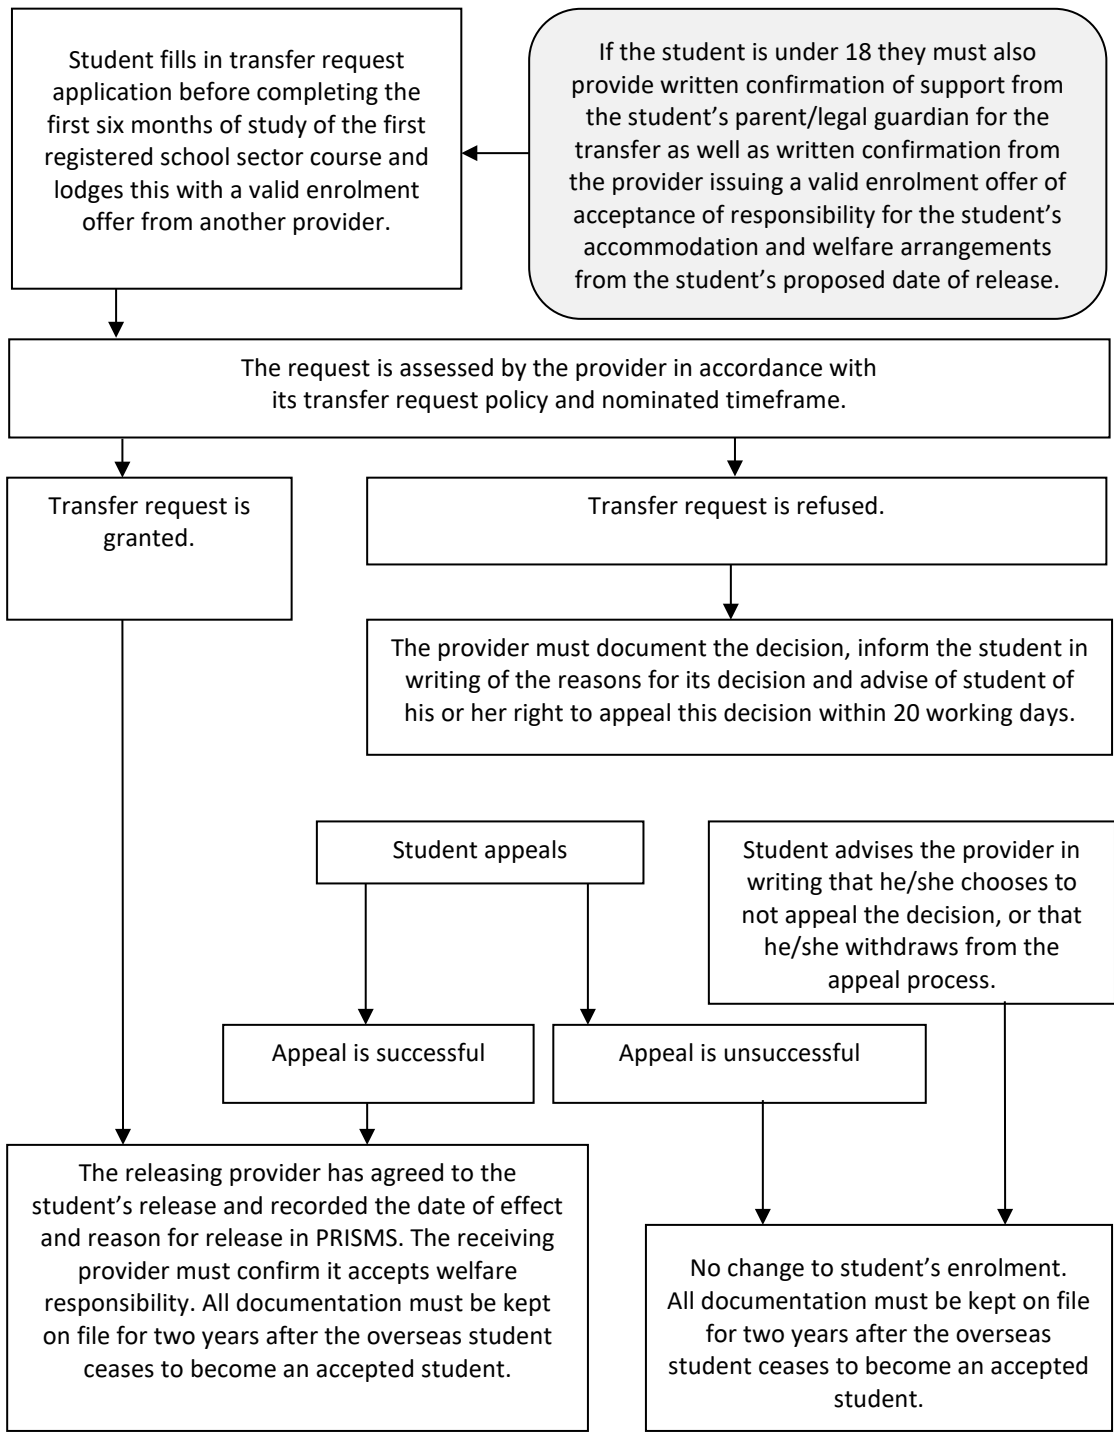 Student fills in transfer request
application before completing the
first six months of study of the first
registered school sector course and
lodges this with a valid enrolment
offer from another provider.
If the student is under 18 they must also
provide written confirmation of support from
the student’s parent/legal guardian for the
transfer as well as written confirmation from
the provider issuing a valid enrolment offer of
acceptance of responsibility for the student’s
accommodation and welfare arrangements
from the student’s proposed date of release.
The request is assessed by the provider in accordance with
its transfer request policy and nominated timeframe.
Transfer request is
granted.
Transfer request is refused.
The provider must document the decision, inform the student in
writing of the reasons for its decision and advise of student of
his or her right to appeal this decision within 20 working days.
Student appeals
Student advises the provider in
writing that he/she chooses to
not appeal the decision, or that
he/she withdraws from the
appeal process.
Appeal is successful
Appeal is unsuccessful
The releasing provider has agreed to the
student’s release and recorded the date of effect
and reason for release in PRISMS. The receiving
provider must confirm it accepts welfare
responsibility. All documentation must be kept
on file for two years after the overseas student
ceases to become an accepted student.
No change to student’s enrolment.
All documentation must be kept on file
for two years after the overseas
student ceases to become an accepted
student.